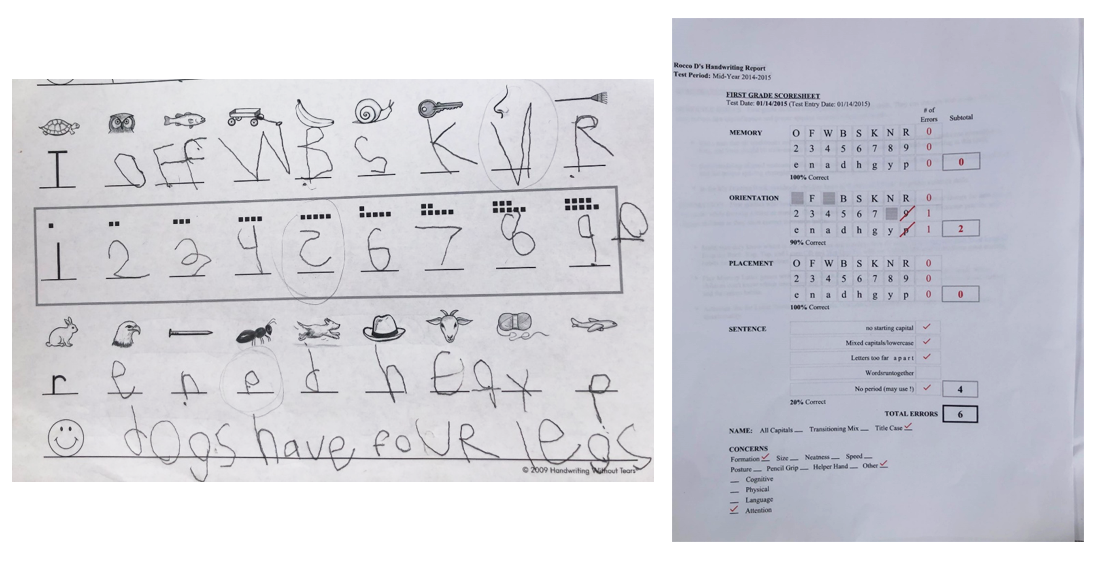 T O F F W B S K V R
1 2 3 4 5 6 7 8 9 10
r e n e d h g y p
dogs have fouR legs
© 2009 Handwriting Without Tears®
Rocco D's Handwriting Report
Test Period: Mid-Year 2014-2015
FIRST GRADE SCORESHEET
Test Date: 01/14/2015 (Test Entry Date: 01/14/2015)
# of Errors Subtotal
MEMORY O F W B S K N R 0
2 3 4 5 6 7 8 9 0
e n a d h g y p 0 0
100% Correct
ORIENTATION F B S K N R 0
2 3 4 5 6 7 9 1
e n a d h g y p 1 2
90% Correct
PLACEMENT O F W B S K N R 0
2 3 4 5 6 7 8 9 0
e n a d h g y p 0 0
100% Correct
SENTENCE no starting capital ✓
Mixed capitals/lowercase ✓
Letters too far a p a r t ✓
Wordsruntogether
No period (may use !) ✓ 4
20% Correct
TOTAL ERRORS 6
NAME: All Capitals __ Transitioning Mix __ Title Case ✓
CONCERNS
Formation ✓ Size __ Neatness __ Speed __
Posture __ Pencil Grip __ Helper Hand __ Other ✓
__ Cognitive
__ Physical
__ Language
✓ Attention